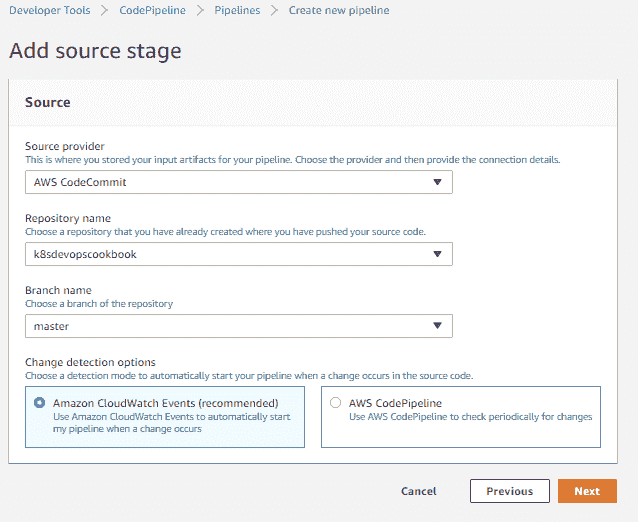 Developer Tools > CodePipeline > Pipelines > Create new pipeline
Add source stage
Source
Source provider
This is where you stored your input artifacts for your pipeline. Choose the provider and then provide the connection details.
AWS CodeCommit
Repository name
Choose a repository that you have already created where you have pushed your source code.
k8sdevopscookbook
Branch name
Choose a branch of the repository
master
Change detection options
Choose a detection mode to automatically start your pipeline when a change occurs in the source code.
Amazon CloudWatch Events (recommended)
Use Amazon CloudWatch Events to automatically start
my pipeline when a change occurs
AWS CodePipeline
Use AWS CodePipeline to check periodically for changes
Cancel
Previous
Next